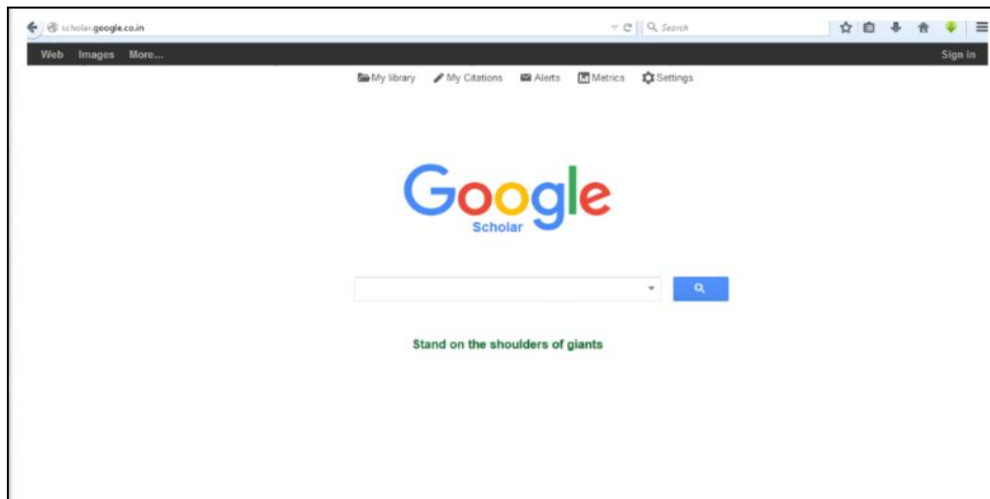 scholar.google.co.in Search
Web Images More... Sign in
My library My Citations Alerts Metrics Settings
Google
Scholar
Stand on the shoulders of giants